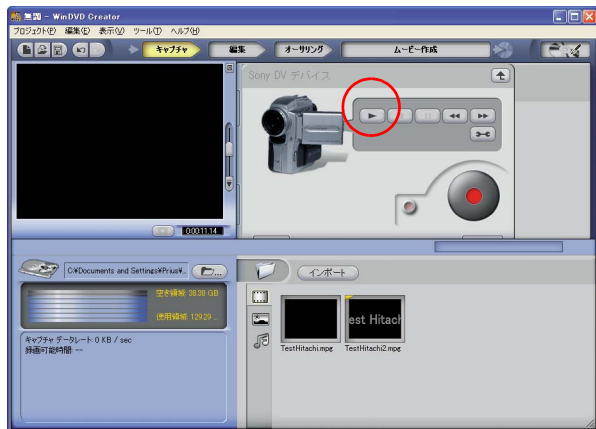 無題 - WinDVD Creator
プロジェクト(P) 編集(E) 表示(V) ツール(T) ヘルプ(H)
キャプチャ 編集 オーサリング ムービー作成
Sony DV デバイス
0:00:11.14
C:¥Documents and Settings¥Prius¥...
インポート
空き領域: 38.38 GB
使用領域: 129.29 ...
キャプチャ データレート: 0 KB / sec
録画可能時間: ---
est Hitach
TestHitachi.mpg TestHitachi2.mpg